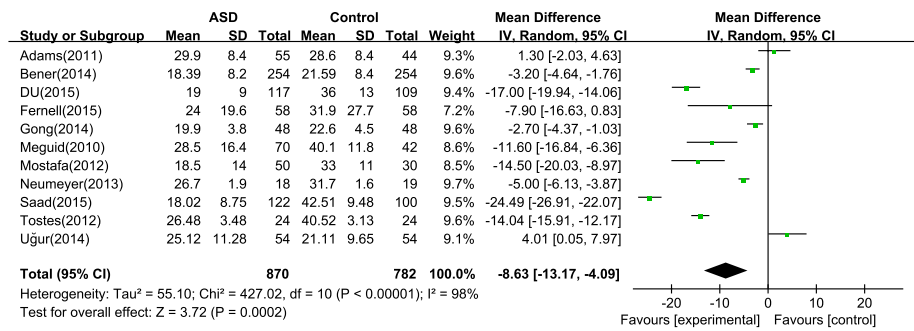 ASD Control Mean Difference Mean Difference
Study or Subgroup Mean SD Total Mean SD Total Weight IV, Random, 95% CI IV, Random, 95% CI
Adams(2011) 29.9 8.4 55 28.6 8.4 44 9.3% 1.30 [-2.03, 4.63]
Bener(2014) 18.39 8.2 254 21.59 8.4 254 9.6% -3.20 [-4.64, -1.76]
DU(2015) 19 9 117 36 13 109 9.4% -17.00 [-19.94, -14.06]
Fernell(2015) 24 19.6 58 31.9 27.7 58 7.2% -7.90 [-16.63, 0.83]
Gong(2014) 19.9 3.8 48 22.6 4.5 48 9.6% -2.70 [-4.37, -1.03]
Meguid(2010) 28.5 16.4 70 40.1 11.8 42 8.7% -11.60 [-16.84, -6.36]
Mostafa(2012) 18.5 14 50 33 11 30 8.6% -14.50 [-20.03, -8.97]
Neumeyer(2013) 26.7 1.9 18 31.7 1.6 19 9.7% -5.00 [-6.13, -3.87]
Saad(2015) 18.02 8.75 122 42.51 9.48 100 9.5% -24.49 [-26.91, -22.07]
Tostes(2012) 26.48 3.48 24 40.52 3.13 24 9.6% -14.04 [-15.91, -12.17]
Uğur(2014) 25.12 11.28 54 21.11 9.65 54 9.1% 4.01 [0.05, 7.97]
Total (95% CI) 870 782 100.0% -8.63 [-13.17, -4.09]
Heterogeneity: Tau² = 55.10; Chi² = 427.02, df = 10 (P < 0.00001); I² = 98%
Test for overall effect: Z = 3.72 (P = 0.0002)
-20 -10 0 10 20
Favours [experimental] Favours [control]